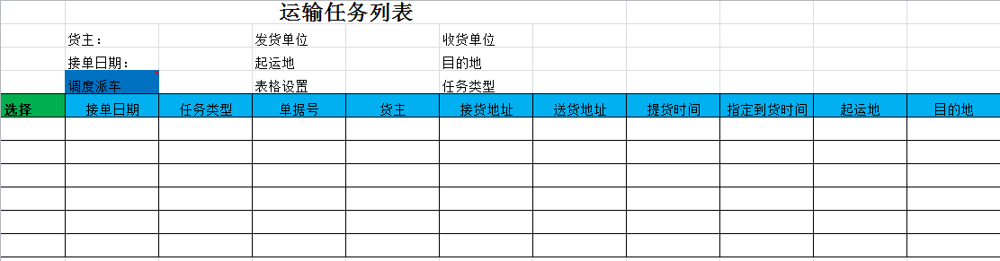 运输任务列表
货主： 发货单位 收货单位
接单日期： 起运地 目的地
调度派车 表格设置 任务类型
选择 接单日期 任务类型 单据号 货主 接货地址 送货地址 提货时间 指定到货时间 起运地 目的地